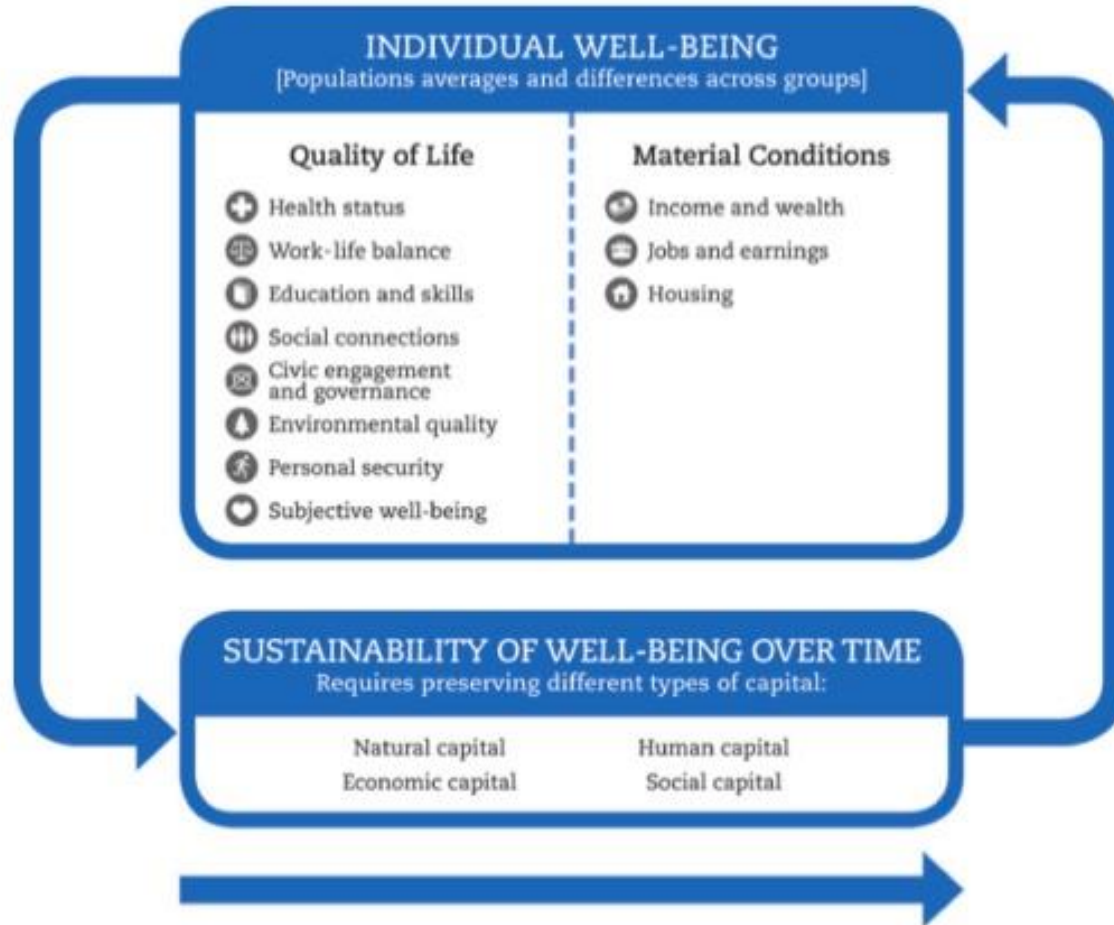 INDIVIDUAL WELL-BEING
[Populations averages and differences across groups]
Quality of Life
Health status
Work-life balance
Education and skills
Social connections
Civic engagement
and governance
Environmental quality
Personal security
Subjective well-being
Material Conditions
Income and wealth
Jobs and earnings
Housing
SUSTAINABILITY OF WELL-BEING OVER TIME
Requires preserving different types of capital:
Natural capital
Human capital
Economic capital
Social capital